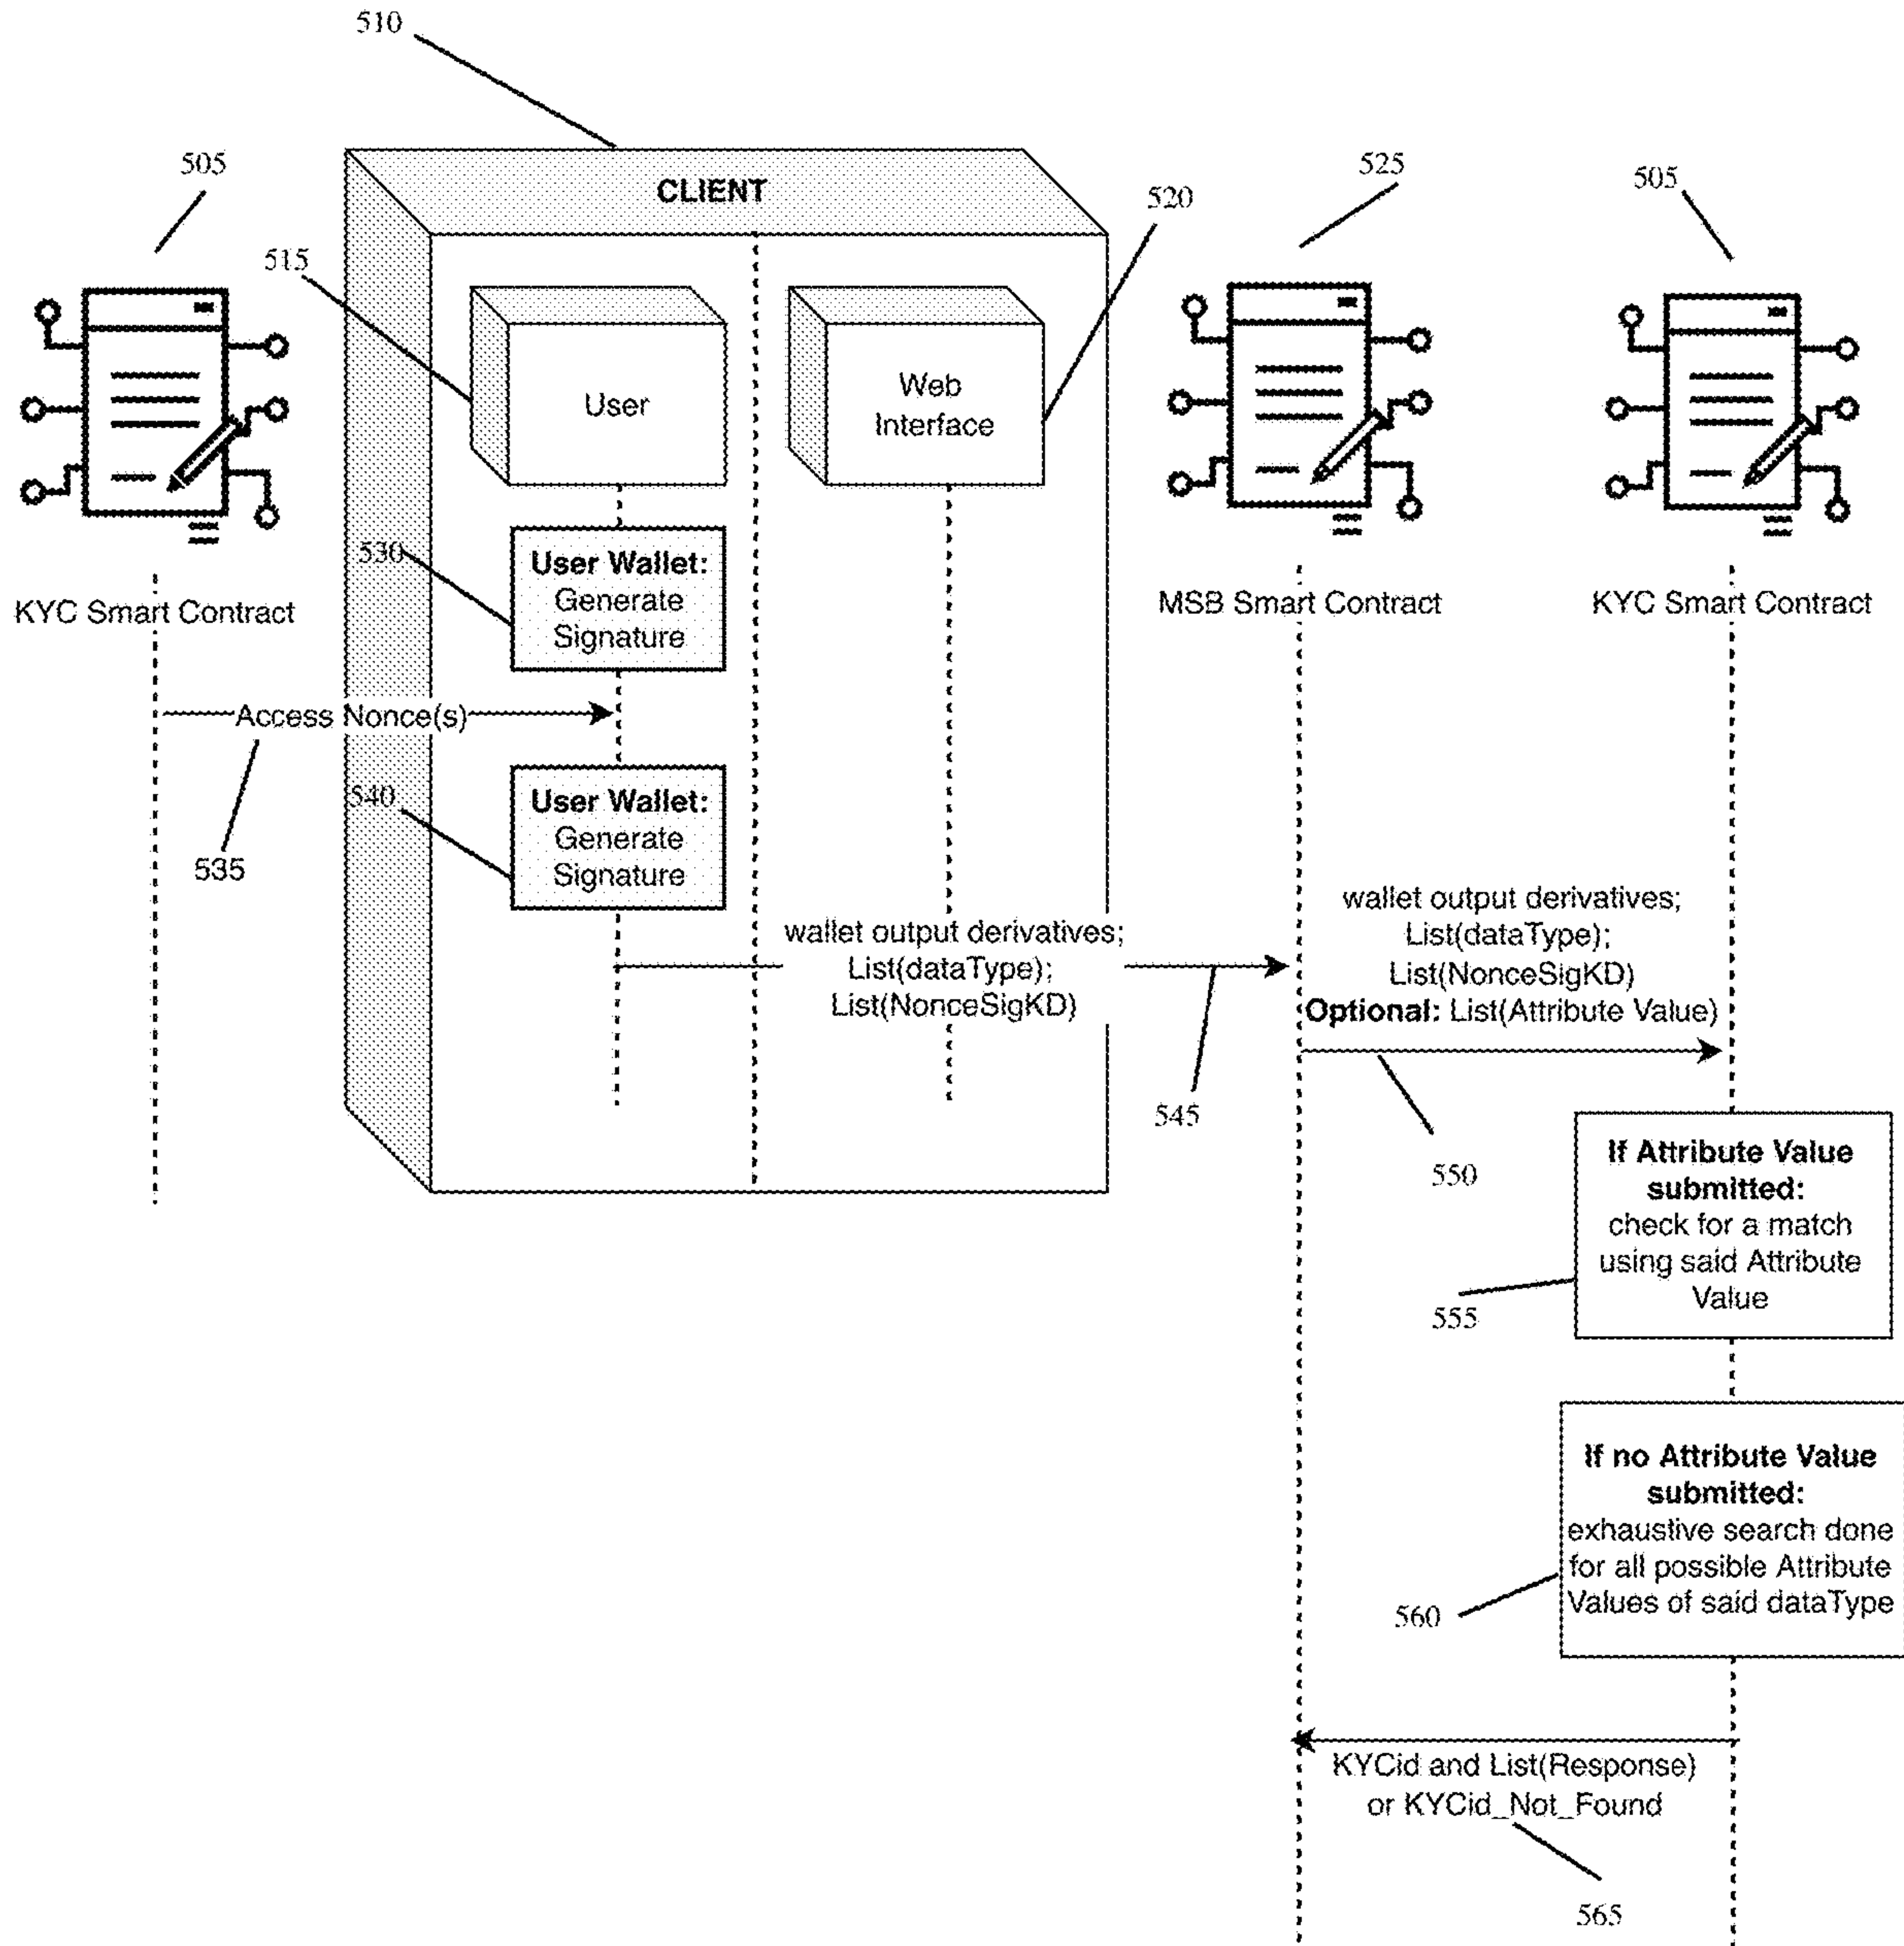 510
505
CLIENT
525
505
520
515
User
Web
Interface
530
User Wallet:
Generate
Signature
KYC Smart Contract
MSB Smart Contract
KYC Smart Contract
Access Nonce(s)
535
540
User Wallet:
Generate
Signature
wallet output derivatives;
List(dataType);
List(NonceSigKD)
545
wallet output derivatives;
List(dataType);
List(NonceSigKD)
Optional: List(Attribute Value)
550
If Attribute Value
submitted:
check for a match
using said Attribute
Value
555
If no Attribute Value
submitted:
exhaustive search done
for all possible Attribute
Values of said dataType
560
KYCid and List(Response)
or KYCid_Not_Found
565